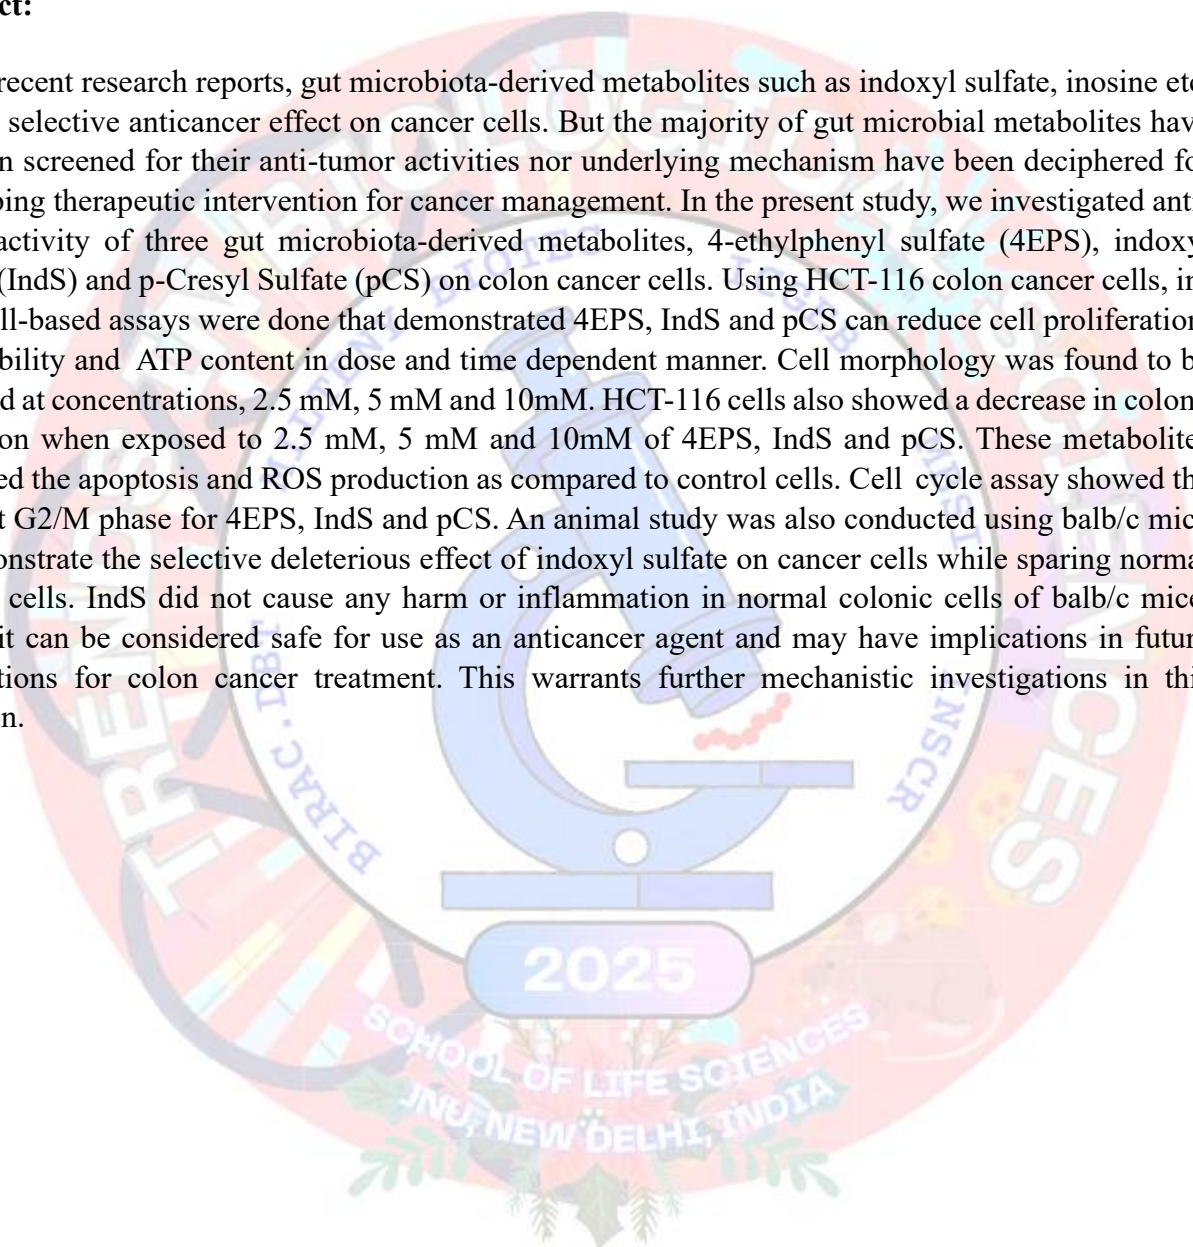 ct:
recent research reports, gut microbiota-derived metabolites such as indoxyl sulfate, inosine etc
selective anticancer effect on cancer cells. But the majority of gut microbial metabolites hav
n screened for their anti-tumor activities nor underlying mechanism have been deciphered fo
ping therapeutic intervention for cancer management. In the present study, we investigated anti
activity of three gut microbiota-derived metabolites, 4-ethylphenyl sulfate (4EPS), indoxy
(IndS) and p-Cresyl Sulfate (pCS) on colon cancer cells. Using HCT-116 colon cancer cells, in
ll-based assays were done that demonstrated 4EPS, IndS and pCS can reduce cell proliferation
bility and ATP content in dose and time dependent manner. Cell morphology was found to b
d at concentrations, 2.5 mM, 5 mM and 10mM. HCT-116 cells also showed a decrease in colon
on when exposed to 2.5 mM, 5 mM and 10mM of 4EPS, IndS and pCS. These metabolite
ed the apoptosis and ROS production as compared to control cells. Cell cycle assay showed th
t G2/M phase for 4EPS, IndS and pCS. An animal study was also conducted using balb/c mic
onstrate the selective deleterious effect of indoxyl sulfate on cancer cells while sparing norma
cells. IndS did not cause any harm or inflammation in normal colonic cells of balb/c mice
it can be considered safe for use as an anticancer agent and may have implications in futur
tions for colon cancer treatment. This warrants further mechanistic investigations in thi
n.
TRENDS SCIENCES
BIRAC.DBT
2025
SCHOOL OF LIFE SCIENCES
JNU, NEW DELHI, INDIA